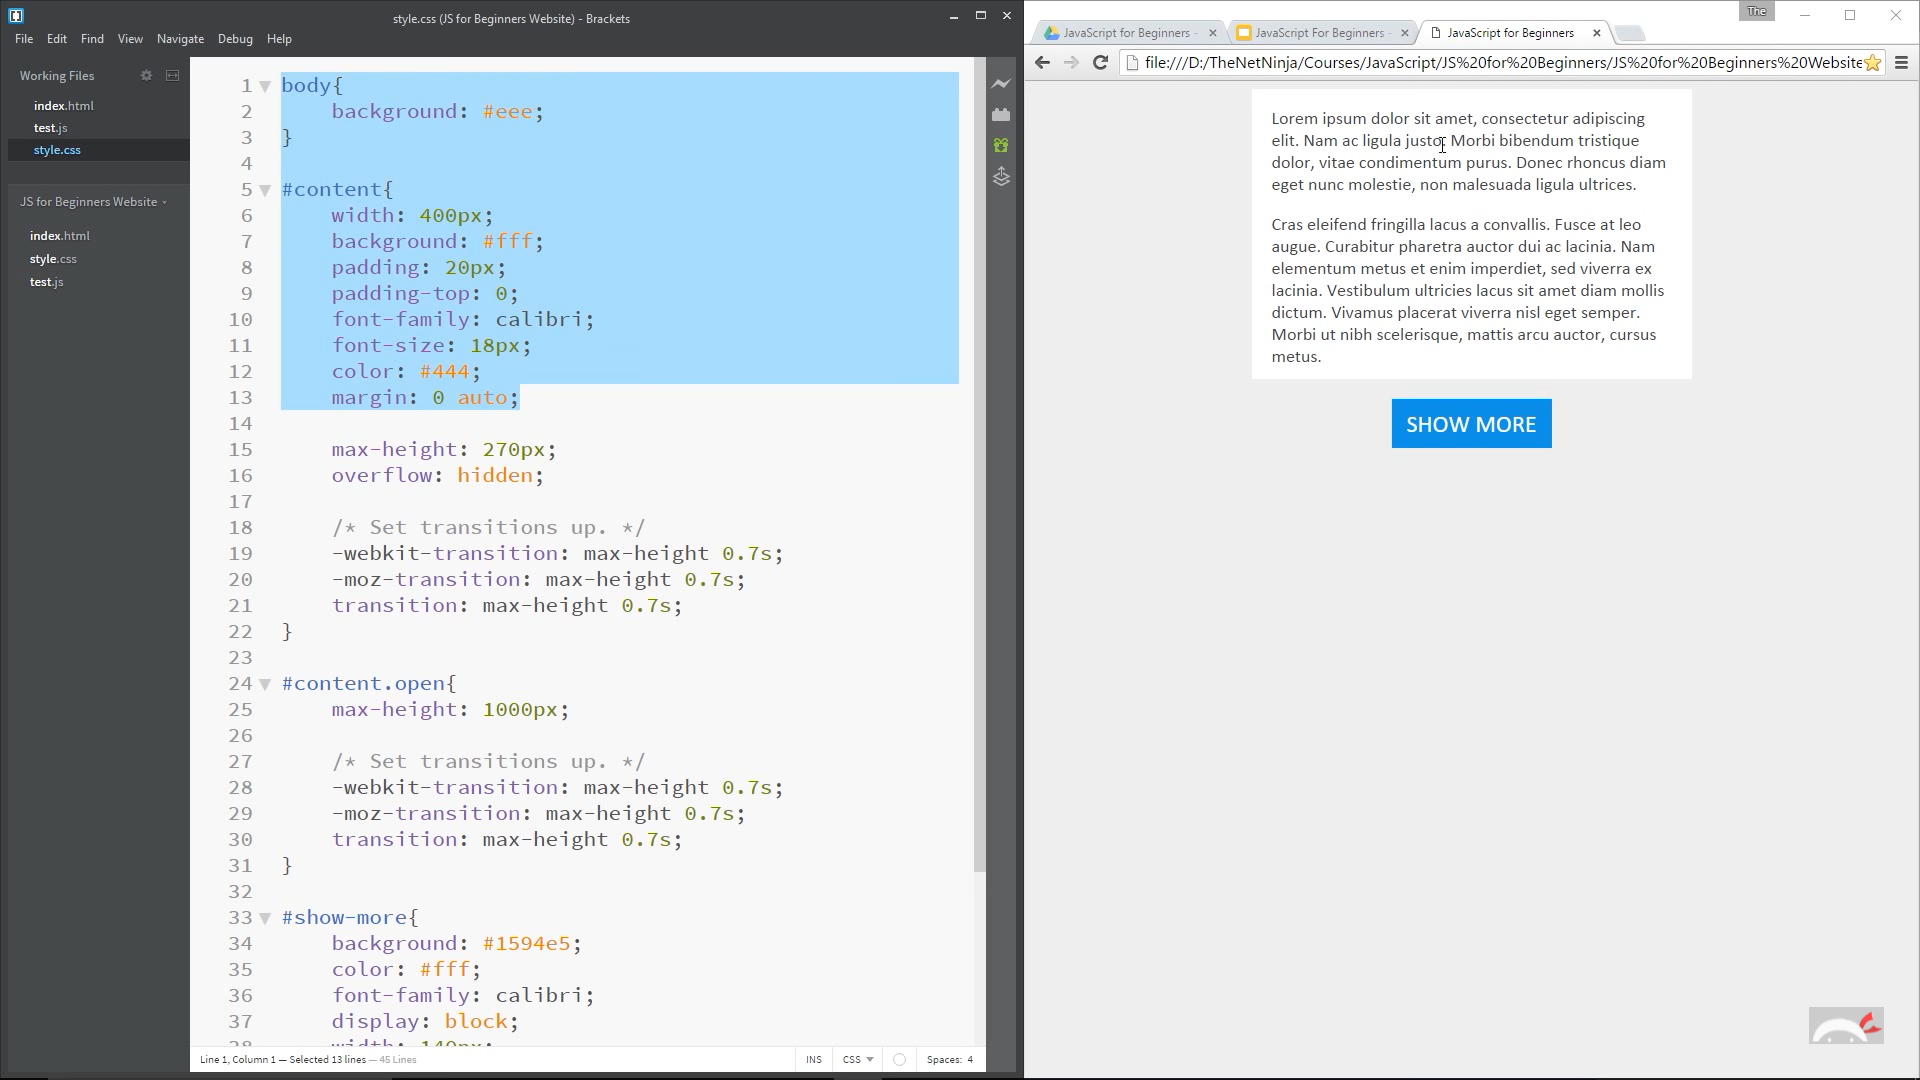 style.css (JS for Beginners Website) - Brackets
File Edit Find View Navigate Debug Help
Working Files
index.html
test.js
style.css
JS for Beginners Website
index.html
style.css
test.js
1 body{
2 background: #eee;
3 }
4
5 #content{
6 width: 400px;
7 background: #fff;
8 padding: 20px;
9 padding-top: 0;
10 font-family: calibri;
11 font-size: 18px;
12 color: #444;
13 margin: 0 auto;
14
15 max-height: 270px;
16 overflow: hidden;
17
18 /* Set transitions up. */
19 -webkit-transition: max-height 0.7s;
20 -moz-transition: max-height 0.7s;
21 transition: max-height 0.7s;
22 }
23
24 #content.open{
25 max-height: 1000px;
26
27 /* Set transitions up. */
28 -webkit-transition: max-height 0.7s;
29 -moz-transition: max-height 0.7s;
30 transition: max-height 0.7s;
31 }
32
33 #show-more{
34 background: #1594e5;
35 color: #fff;
36 font-family: calibri;
37 display: block;
38 width: 140px;
Line 1, Column 1 — Selected 13 lines — 45 Lines
INS CSS Spaces: 4
The
JavaScript for Beginners - JavaScript For Beginners - JavaScript for Beginners
file:///D:/TheNetNinja/Courses/JavaScript/JS%20for%20Beginners/JS%20for%20Beginners%20Website
Lorem ipsum dolor sit amet, consectetur adipiscing
elit. Nam ac ligula justo. Morbi bibendum tristique
dolor, vitae condimentum purus. Donec rhoncus diam
eget nunc molestie, non malesuada ligula ultrices.
Cras eleifend fringilla lacus a convallis. Fusce at leo
augue. Curabitur pharetra auctor dui ac lacinia. Nam
elementum metus et enim imperdiet, sed viverra ex
lacinia. Vestibulum ultricies lacus sit amet diam mollis
dictum. Vivamus placerat viverra nisl eget semper.
Morbi ut nibh scelerisque, mattis arcu auctor, cursus
metus.
SHOW MORE